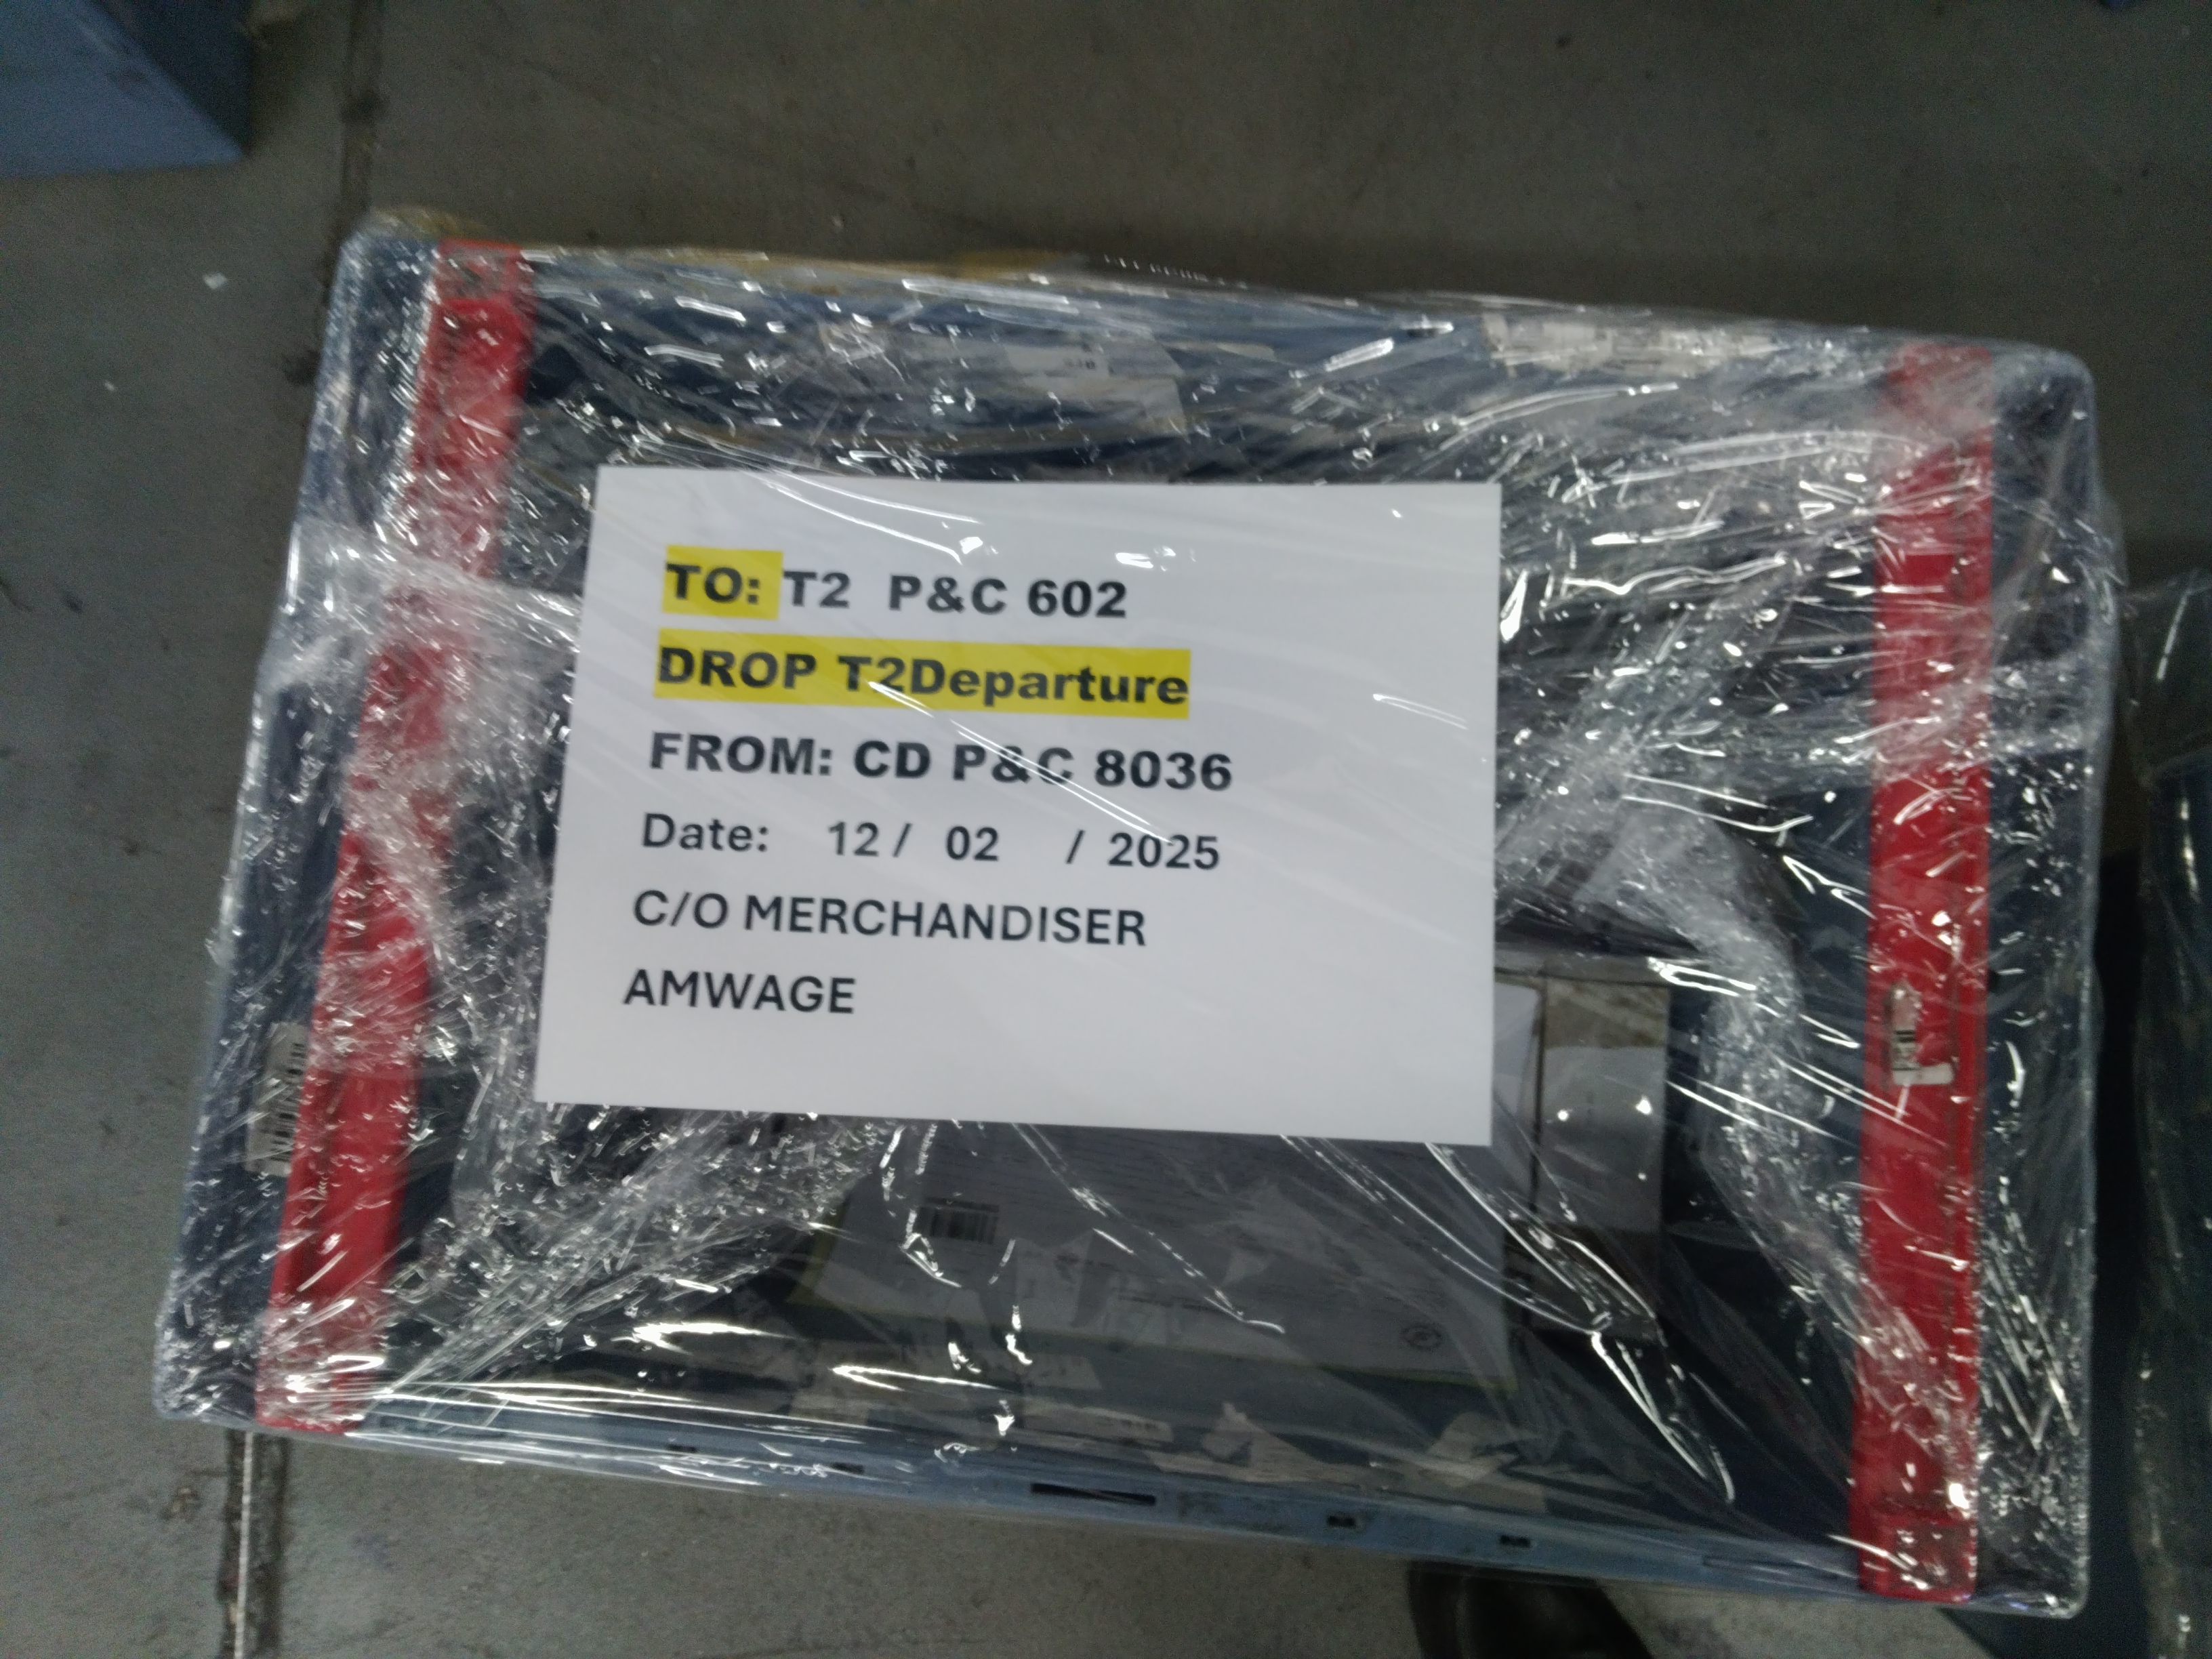 TO: T2 P&C 602
DROP T2Departure
FROM: CD P&C 8036
Date: 12 / 02 / 2025
C/O MERCHANDISER
AMWAGE